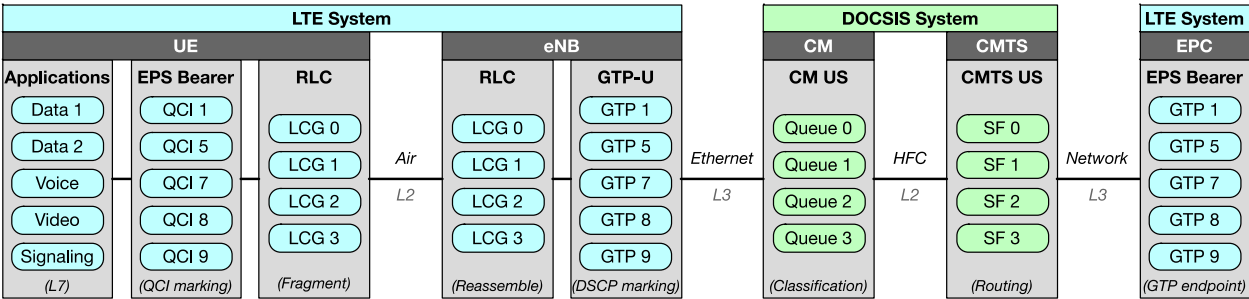 LTE System
DOCSIS System
LTE System
UE
eNB
CM
CMTS
EPC
Applications
Data 1
Data 2
Voice
Video
Signaling
(L7)
EPS Bearer
QCI 1
QCI 5
QCI 7
QCI 8
QCI 9
(QCI marking)
RLC
LCG 0
LCG 1
LCG 2
LCG 3
(Fragment)
Air
L2
RLC
LCG 0
LCG 1
LCG 2
LCG 3
(Reassemble)
GTP-U
GTP 1
GTP 5
GTP 7
GTP 8
GTP 9
(DSCP marking)
Ethernet
L3
CM US
Queue 0
Queue 1
Queue 2
Queue 3
(Classification)
HFC
L2
CMTS US
SF 0
SF 1
SF 2
SF 3
(Routing)
Network
L3
EPS Bearer
GTP 1
GTP 5
GTP 7
GTP 8
GTP 9
(GTP endpoint)